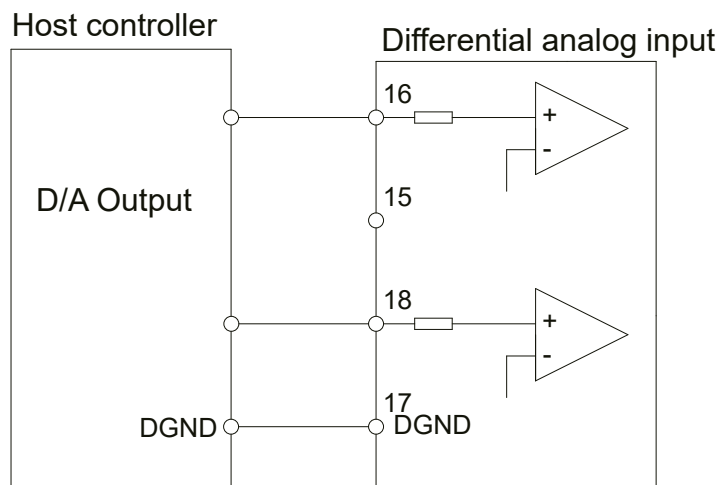 Host controller
Differential analog input
16
+
-
D/A Output
15
18
+
-
17
DGND
DGND